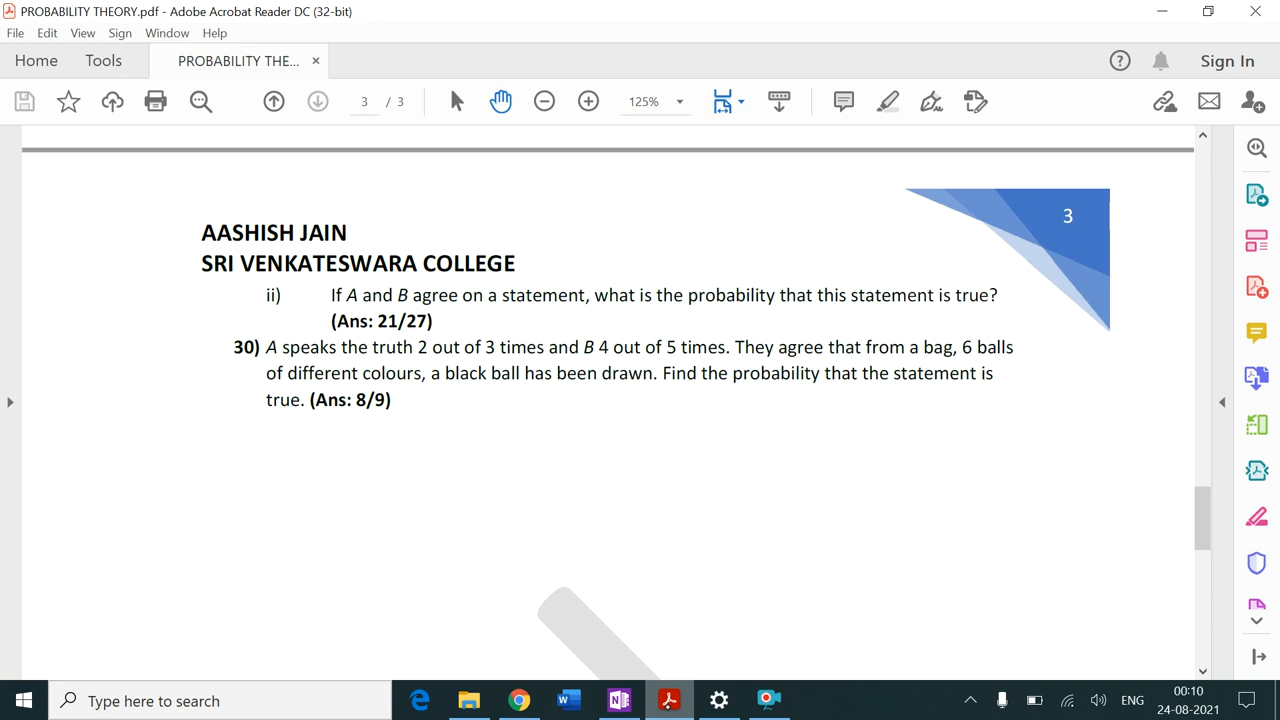 PROBABILITY THEORY.pdf - Adobe Acrobat Reader DC (32-bit)
File Edit View Sign Window Help
Home Tools PROBABILITY THE... × Sign In
3 / 3 125%
3
AASHISH JAIN
SRI VENKATESWARA COLLEGE
ii) If A and B agree on a statement, what is the probability that this statement is true?
(Ans: 21/27)
30) A speaks the truth 2 out of 3 times and B 4 out of 5 times. They agree that from a bag, 6 balls
of different colours, a black ball has been drawn. Find the probability that the statement is
true. (Ans: 8/9)
Type here to search
ENG
00:10
24-08-2021